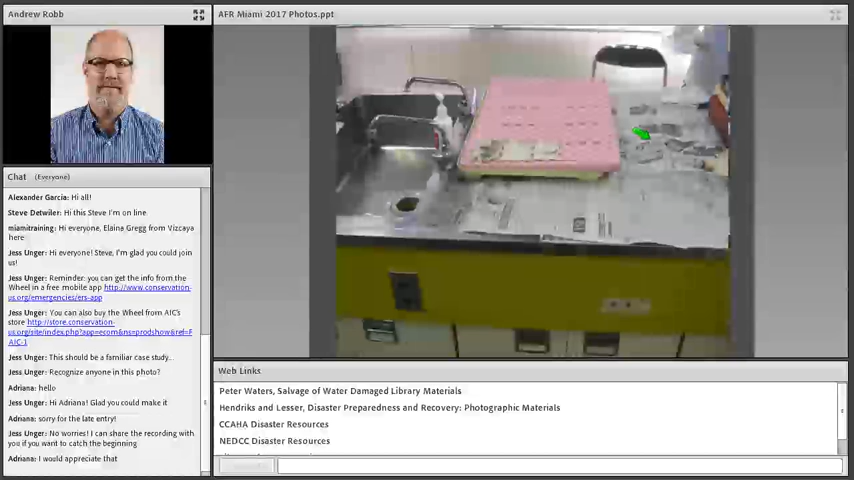 Andrew Robb
AFR Miami 2017 Photos.ppt
Chat (Everyone)
Alexander Garcia: Hi all!
Steve Detwiler: Hi this Steve I'm on line
miamitraining: Hi everyone, Elaina Gregg from Vizcaya
here
Jess Unger: Hi everyone! Steve, I'm glad you could join
us!
Jess Unger: Reminder: you can get the info from the
Wheel in a free mobile app http://www.conservation-
us.org/emergencies/ers-app
Jess Unger: You can also buy the Wheel from AIC's
store http://store.conservation-
us.org/site/index.php?app=ecom&ns=prodshow&ref=F
AIC-1
Jess Unger: This should be a familiar case study...
Jess Unger: Recognize anyone in this photo?
Adriana: hello
Jess Unger: Hi Adriana! Glad you could make it
Adriana: sorry for the late entry!
Jess Unger: No worries! I can share the recording with
you if you want to catch the beginning
Adriana: I would appreciate that
Web Links
Peter Waters, Salvage of Water Damaged Library Materials
Hendriks and Lesser, Disaster Preparedness and Recovery: Photographic Materials
CCAHA Disaster Resources
NEDCC Disaster Resources